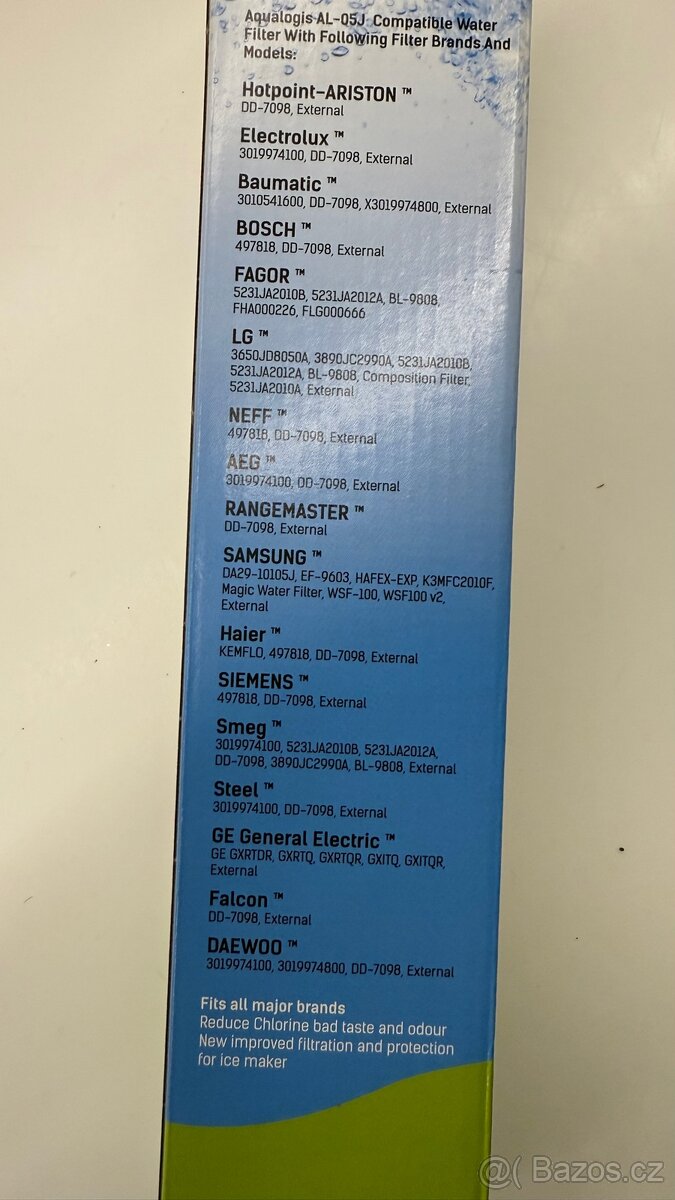 Aqualogis AL-05J Compatible Water
Filter With Following Filter Brands And
Models:
Hotpoint-ARISTON ™
DD-7098, External
Electrolux ™
3019974100, DD-7098, External
Baumatic ™
3010541600, DD-7098, X3019974800, External
BOSCH ™
497818, DD-7098, External
FAGOR ™
5231JA2010B, 5231JA2012A, BL-9808
FHA000226, FLG000666
LG ™
3650JD8050A, 3890JC2990A, 5231JA2010B,
5231JA2012A, BL-9808, Composition Filter,
5231JA2010A, External
NEFF ™
497818, DD-7098, External
AEG ™
3019974100, DD-7098, External
RANGEMASTER ™
DD-7098, External
SAMSUNG ™
DA29-10105J, EF-9603, HAFEX-EXP, K3MFC2010F,
Magic Water Filter, WSF-100, WSF100 v2,
External
Haier ™
KEMFLO, 497818, DD-7098, External
SIEMENS ™
497818, DD-7098, External
Smeg ™
3019974100, 5231JA2010B, 5231JA2012A,
DD-7098, 3890JC2990A, BL-9808, External
Steel ™
3019974100, DD-7098, External
GE General Electric ™
GE GXRTDR, GXRTQ, GXRTQR, GXITQ, GXITQR,
External
Falcon ™
DD-7098, External
DAEWOO ™
3019974100, 3019974800, DD-7098, External
Fits all major brands
Reduce Chlorine bad taste and odour
New improved filtration and protection
for ice maker
@( Bazos.cz